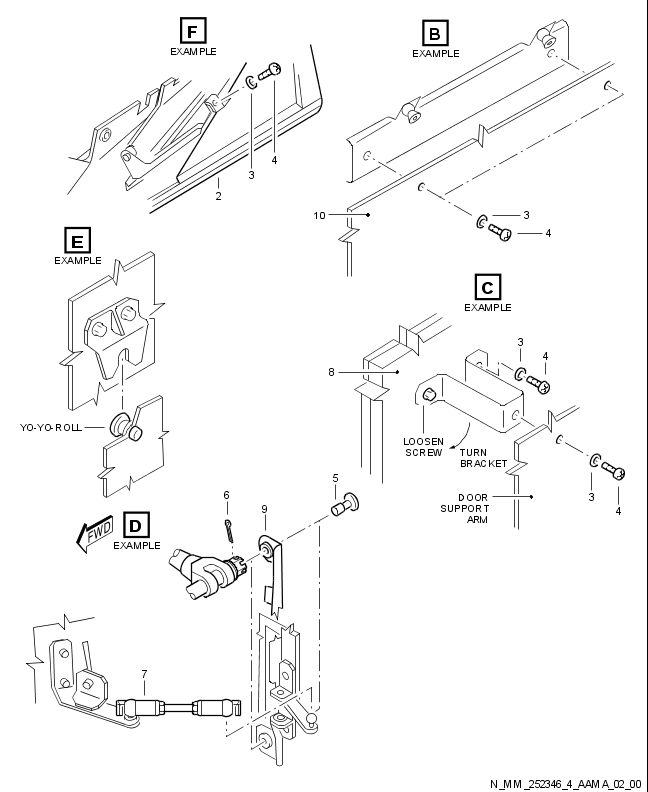 F
EXAMPLE
4
3
2
B
EXAMPLE
10
3
4
E
EXAMPLE
YO-YO-ROLL
C
EXAMPLE
8
3
4
LOOSEN
SCREW
TURN
BRACKET
DOOR
SUPPORT
ARM
3
4
FWD
D
EXAMPLE
6
9
5
7
N_MM_252346_4_AAMA_02_00